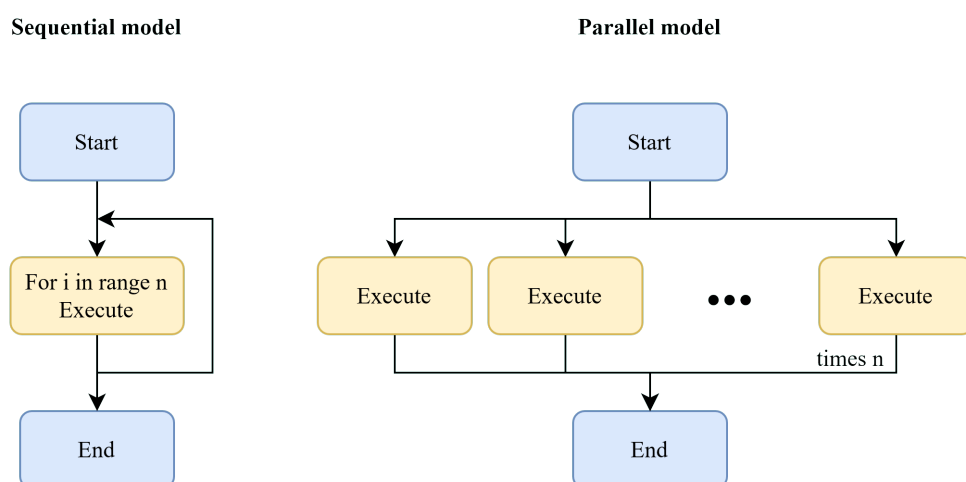 Sequential model
Start
For i in range n
Execute
End
Parallel model
Start
Execute
Execute
Execute
times n
End